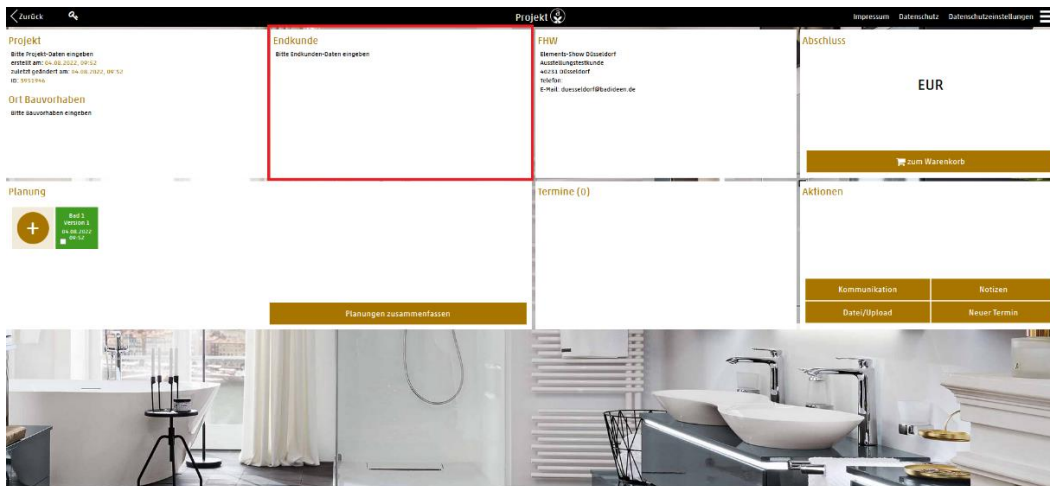 Zurück
Projekt
Impressum Datenschutz Datenschutzeinstellungen
Projekt
Bitte Projekt-Daten eingeben
erstellt am: 04.08.2022, 09:52
zuletzt geändert am: 04.08.2022, 09:52
ID: 8951946
Ort Bauvorhaben
Bitte Bauvorhaben eingeben
Endkunde
Bitte Endkunden-Daten eingeben
FHW
Elements-Show Düsseldorf
Ausstellungstestkunde
40231 Düsseldorf
Telefon:
E-Mail: duesseldorf@badideen.de
Abschluss
EUR
zum Warenkorb
Planung
Bad 1
Version 1
04.08.2022
09:52
Planungen zusammenfassen
Termine (0)
Aktionen
Kommunikation
Notizen
Datei/Upload
Neuer Termin